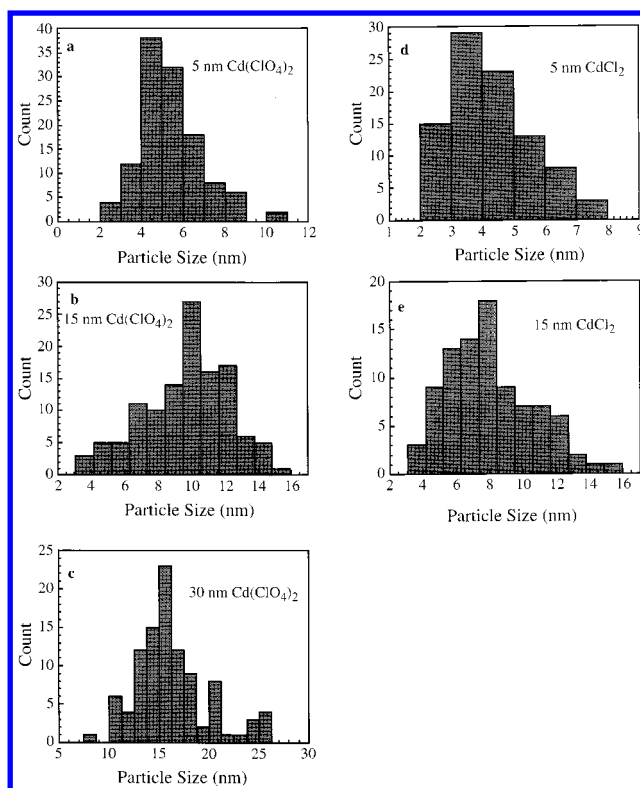 a
5 nm Cd(ClO4)2
40
35
30
25
20
15
10
5
0
Count
0 2 4 6 8 10 12
Particle Size (nm)
d
5 nm CdCl2
30
25
20
15
10
5
0
Count
1 2 3 4 5 6 7 8 9
Particle Size (nm)
b
15 nm Cd(ClO4)2
30
25
20
15
10
5
0
Count
2 4 6 8 10 12 14 16
Particle Size (nm)
e
15 nm CdCl2
20
15
10
5
0
Count
2 4 6 8 10 12 14 16
Particle Size (nm)
c
30 nm Cd(ClO4)2
25
20
15
10
5
0
Count
5 10 15 20 25 30
Particle Size (nm)